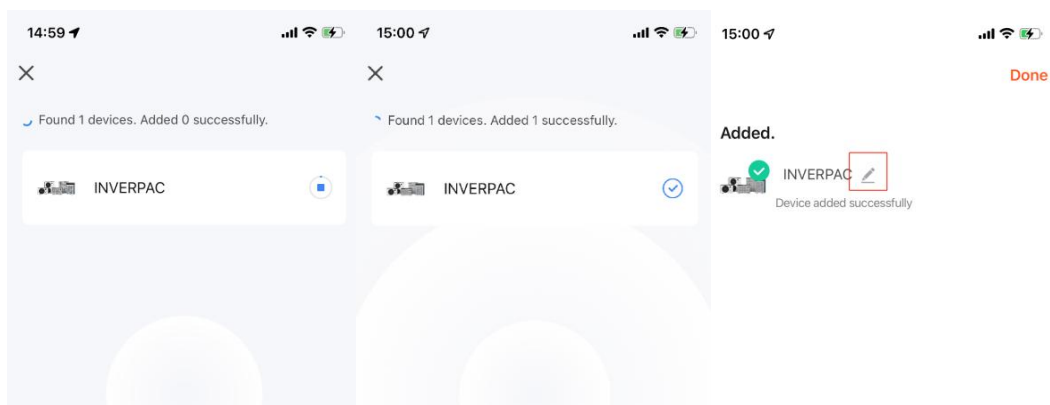 14:59
Found 1 devices. Added 0 successfully.
INVERPAC
15:00
Found 1 devices. Added 1 successfully.
INVERPAC
15:00
Done
Added.
INVERPAC
Device added successfully